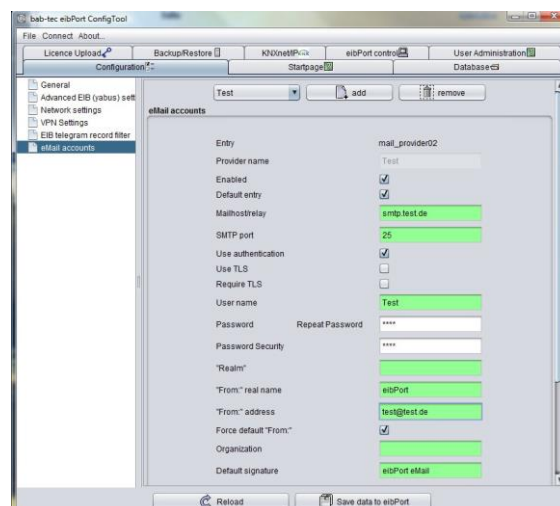 bab-tec eibPort ConfigTool
File Connect About...
Licence Upload Backup/Restore KNXnet/IP eibPort control User Administration
Configuration Startpage Database
General
Advanced EIB (yabus) sett
Network settings
VPN Settings
EIB telegram record filter
eMail accounts
Test add remove
eMail accounts
Entry mail_provider02
Provider name Test
Enabled
Default entry
Mailhost/relay smtp.test.de
SMTP port 25
Use authentication
Use TLS
Require TLS
User name Test
Password Repeat Password ****
Password Security ****
"Realm"
"From:" real name eibPort
"From:" address test@test.de
Force default "From:"
Organization
Default signature eibPort eMail
Reload Save data to eibPort